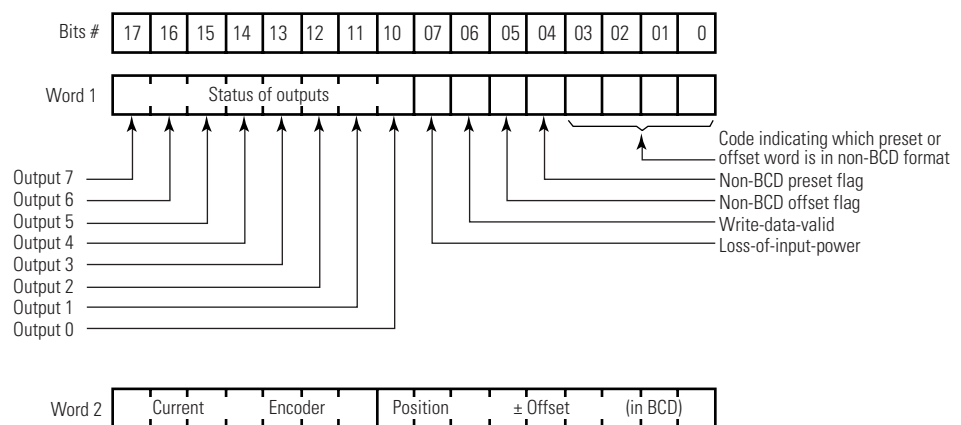 Bits # 17 16 15 14 13 12 11 10 07 06 05 04 03 02 01 0
Word 1 Status of outputs
Code indicating which preset or
offset word is in non-BCD format
Non-BCD preset flag
Non-BCD offset flag
Write-data-valid
Loss-of-input-power
Output 7
Output 6
Output 5
Output 4
Output 3
Output 2
Output 1
Output 0
Word 2 Current Encoder Position ± Offset (in BCD)